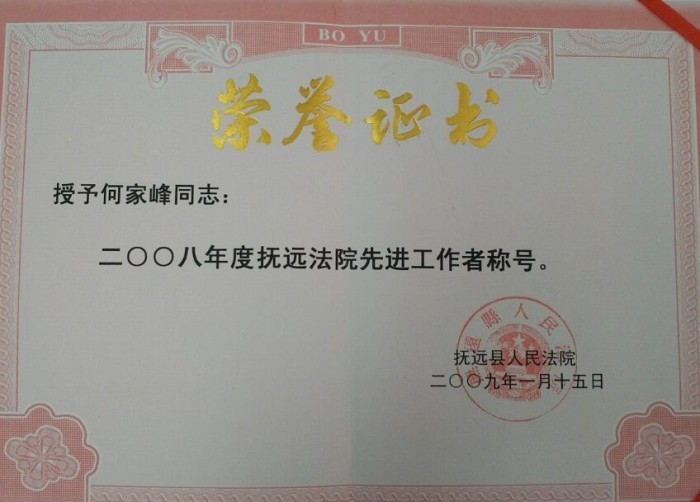 BO YU
荣誉证书
授予何家峰同志：
二〇〇八年度抚远法院先进工作者称号。
抚远县人民法院
二〇〇九年一月十五日